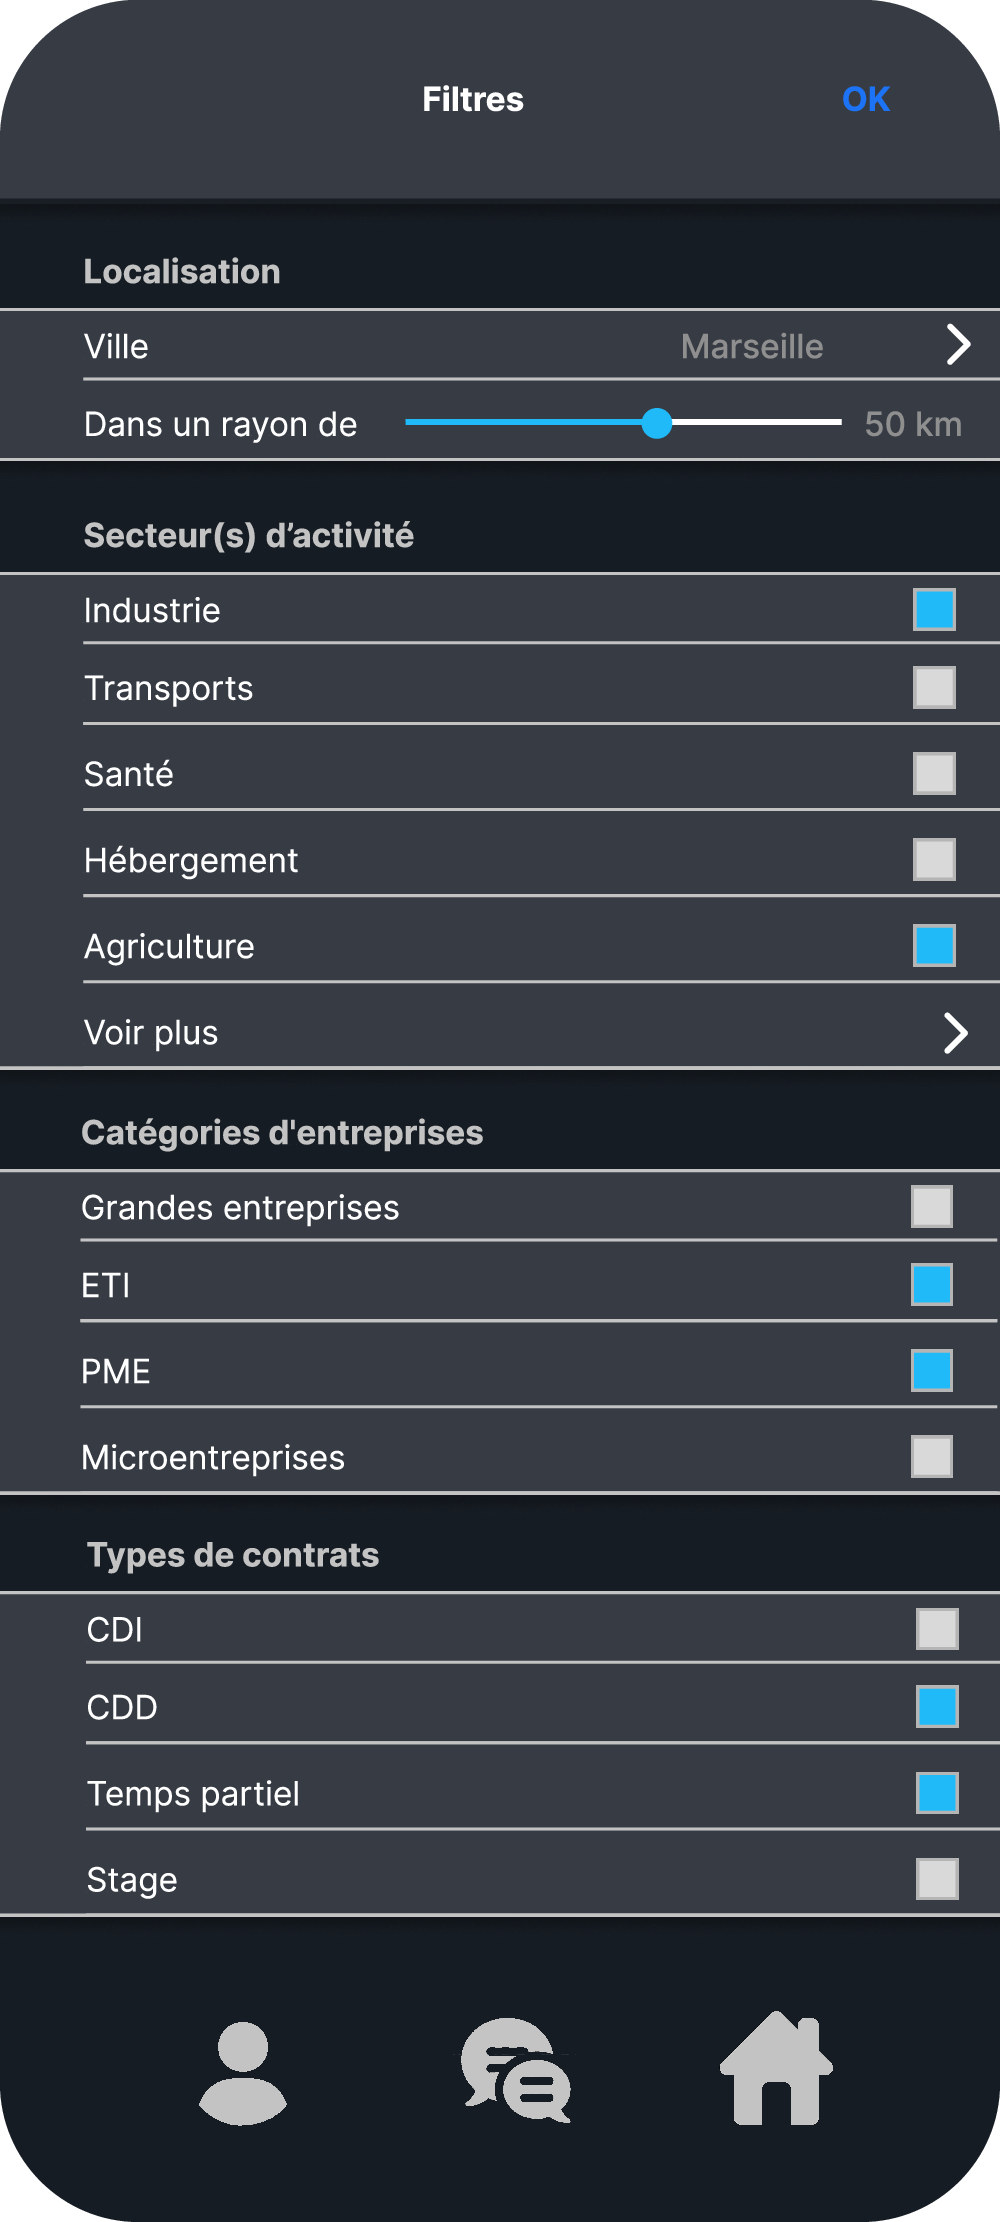 Filtres
OK
Localisation
Ville
Marseille
Dans un rayon de
50 km
Secteur(s) d’activité
Industrie
Transports
Santé
Hébergement
Agriculture
Voir plus
Catégories d'entreprises
Grandes entreprises
ETI
PME
Microentreprises
Types de contrats
CDI
CDD
Temps partiel
Stage